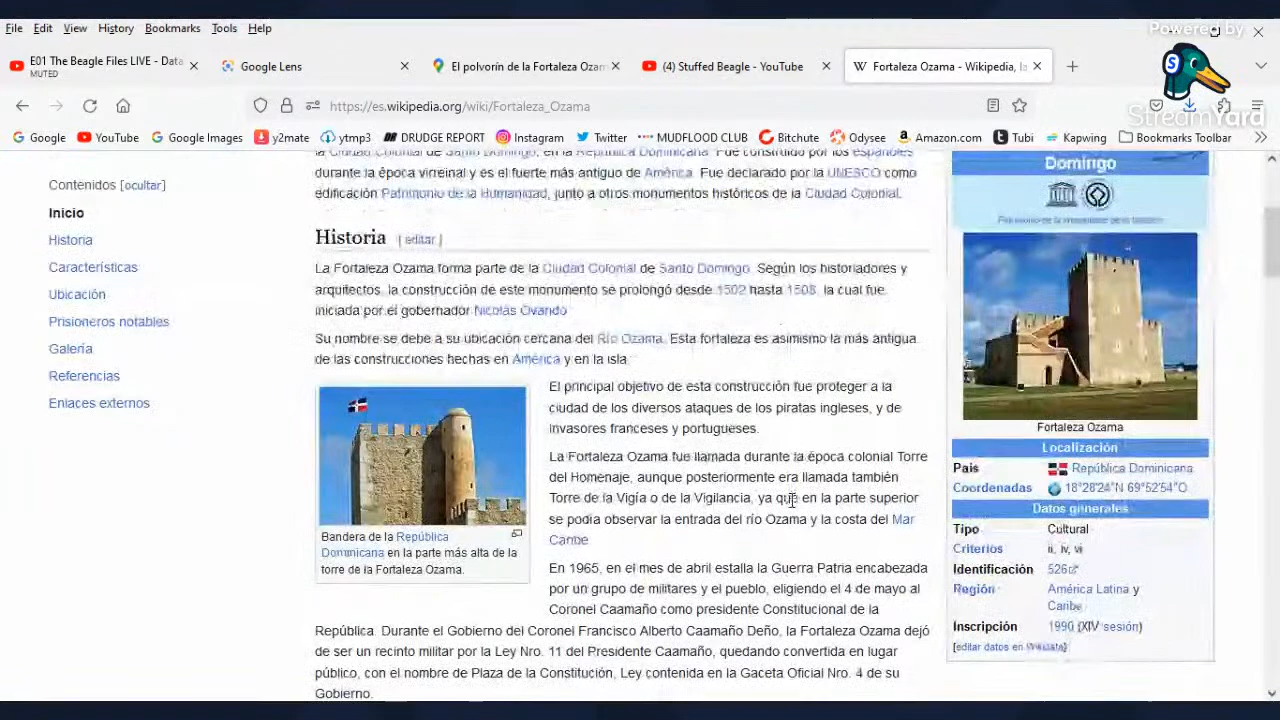 File Edit View History Bookmarks Tools Help
Powered by
StreamYard
E01 The Beagle Files LIVE - Data
MUTED
Google Lens
El polvorín de la Fortaleza Ozam
(4) Stuffed Beagle - YouTube
W Fortaleza Ozama - Wikipedia, la
https://es.wikipedia.org/wiki/Fortaleza_Ozama
Google YouTube Google Images y2mate ytmp3 DRUDGE REPORT Instagram Twitter MUDFLOOD CLUB Bitchute Odysee Amazon.com Tubi Kapwing Bookmarks Toolbar
Contenidos [ocultar]
Inicio
Historia
Características
Ubicación
Prisioneros notables
Galería
Referencias
Enlaces externos
la Ciudad Colonial de Santo Domingo, en la República Dominicana. Fue construido por los españoles
durante la época virreinal y es el fuerte más antiguo de América. Fue declarado por la UNESCO como
edificación Patrimonio de la Humanidad, junto a otros monumentos históricos de la Ciudad Colonial.
Historia [ editar ]
La Fortaleza Ozama forma parte de la Ciudad Colonial de Santo Domingo. Según los historiadores y
arquitectos, la construcción de este monumento se prolongó desde 1502 hasta 1508, la cual fue
iniciada por el gobernador Nicolás Ovando
Su nombre se debe a su ubicación cercana del Río Ozama. Esta fortaleza es asimismo la más antigua
de las construcciones hechas en América y en la isla.
El principal objetivo de esta construcción fue proteger a la
ciudad de los diversos ataques de los piratas ingleses, y de
invasores franceses y portugueses.
La Fortaleza Ozama fue llamada durante la época colonial Torre
del Homenaje, aunque posteriormente era llamada también
Torre de la Vigía o de la Vigilancia, ya que en la parte superior
se podía observar la entrada del río Ozama y la costa del Mar
Caribe
Bandera de la República
Dominicana en la parte más alta de la
torre de la Fortaleza Ozama.
En 1965, en el mes de abril estalla la Guerra Patria encabezada
por un grupo de militares y el pueblo, eligiendo el 4 de mayo al
Coronel Caamaño como presidente Constitucional de la
República. Durante el Gobierno del Coronel Francisco Alberto Caamaño Deñó, la Fortaleza Ozama dejó
de ser un recinto militar por la Ley Nro. 11 del Presidente Caamaño, quedando convertida en lugar
público, con el nombre de Plaza de la Constitución, Ley contenida en la Gaceta Oficial Nro. 4 de su
Gobierno.
Domingo
Fortaleza Ozama
Localización
País República Dominicana
Coordenadas 18°28′24″N 69°52′54″O
Datos generales
Tipo Cultural
Criterios ii, iv, vi
Identificación 526
Región América Latina y
Caribe
Inscripción 1990 (XIV sesión)
[editar datos en Wikidata]